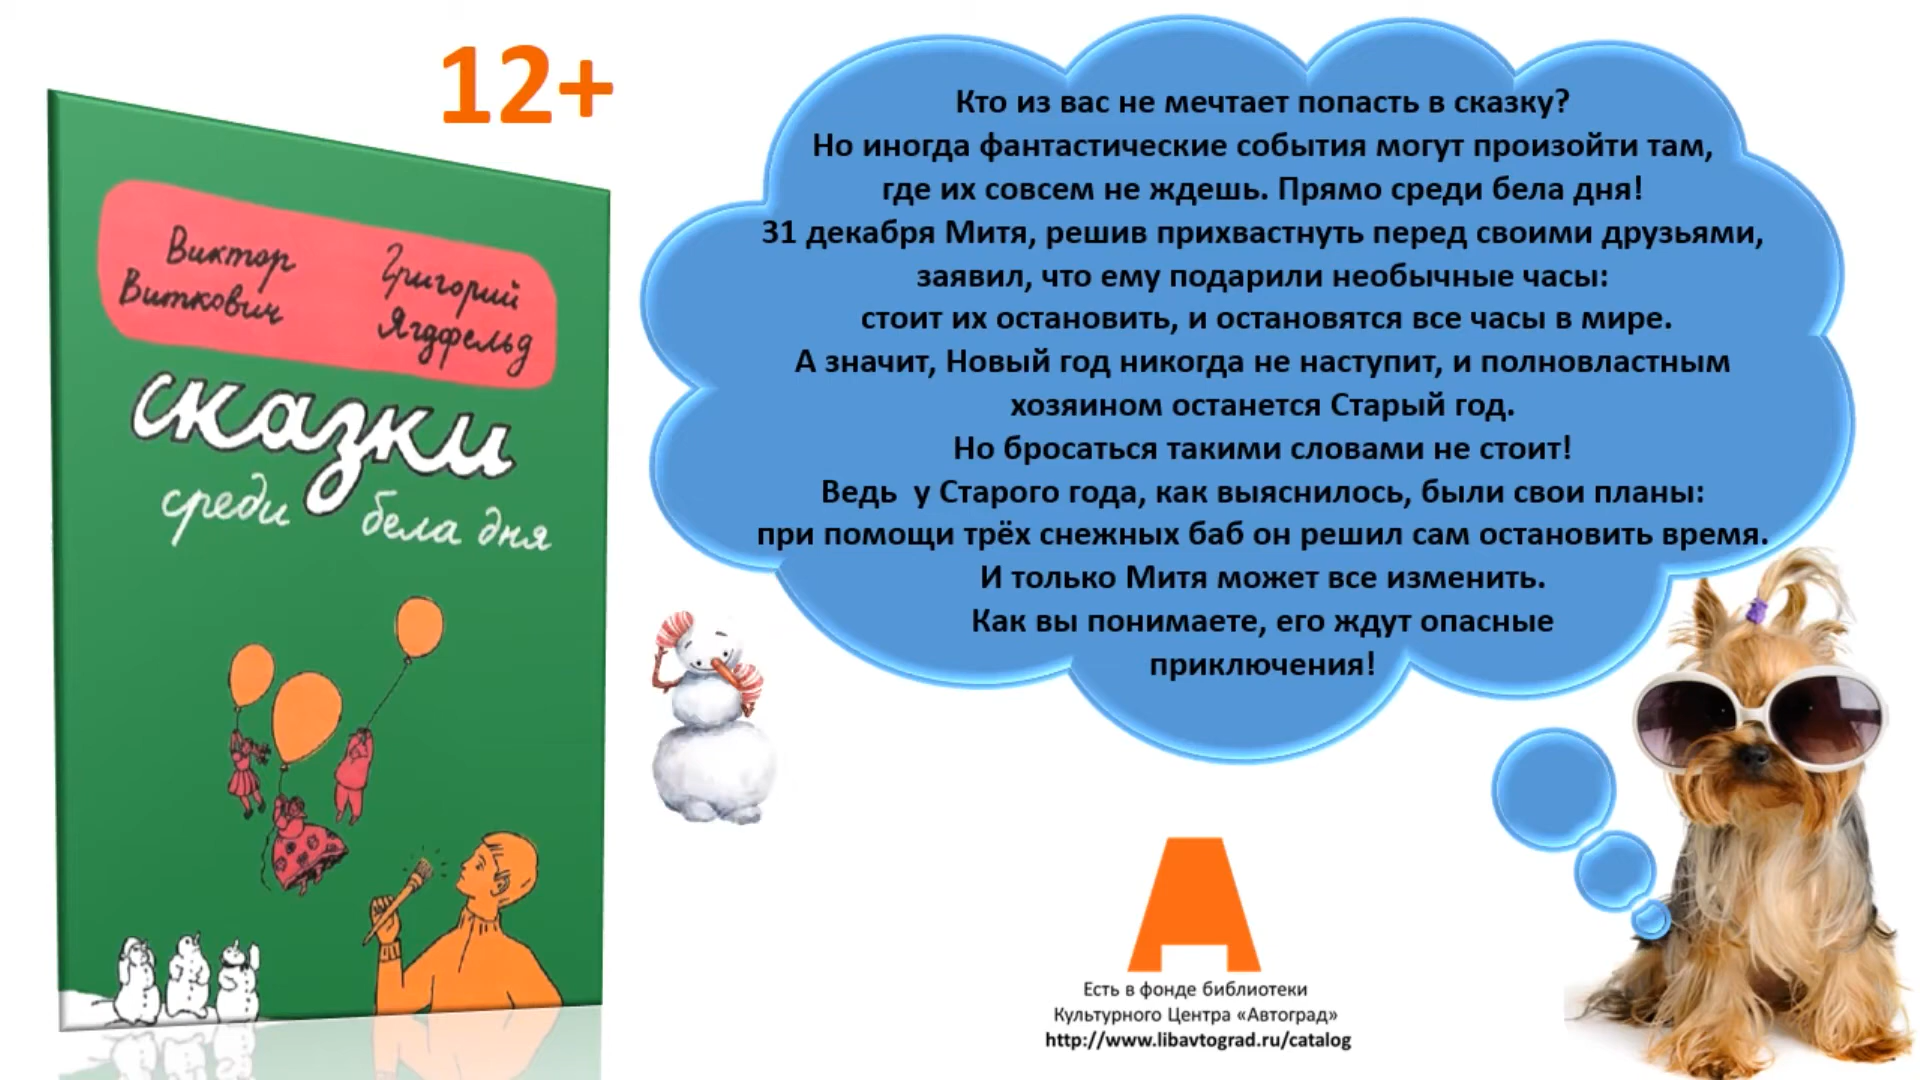 12+
Виктор
Виткович
Григорий
Ягдфельд
сказки
среди бела дня
Кто из вас не мечтает попасть в сказку?
Но иногда фантастические события могут произойти там,
где их совсем не ждешь. Прямо среди бела дня!
31 декабря Митя, решив прихвастнуть перед своими друзьями,
заявил, что ему подарили необычные часы:
стоит их остановить, и остановятся все часы в мире.
А значит, Новый год никогда не наступит, и полновластным
хозяином останется Старый год.
Но бросаться такими словами не стоит!
Ведь  у Старого года, как выяснилось, были свои планы:
при помощи трёх снежных баб он решил сам остановить время.
И только Митя может все изменить.
Как вы понимаете, его ждут опасные
приключения!
А
Есть в фонде библиотеки
Культурного Центра «Автоград»
http://www.libavtograd.ru/catalog